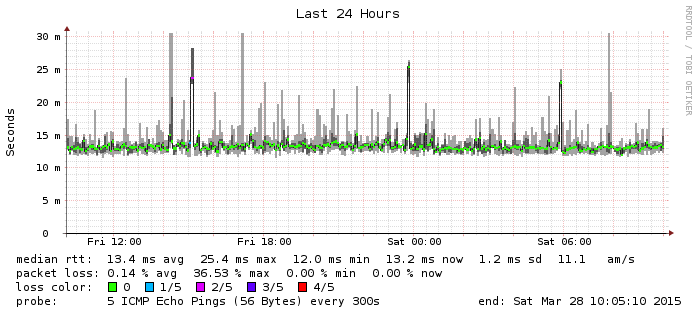 Last 24 Hours
RRDTOOL / TOBI OETIKER
Seconds
30 m
25 m
20 m
15 m
10 m
5 m
0
Fri 12:00 Fri 18:00 Sat 00:00 Sat 06:00
median rtt: 13.4 ms avg 25.4 ms max 12.0 ms min 13.2 ms now 1.2 ms sd 11.1 am/s
packet loss: 0.14 % avg 36.53 % max 0.00 % min 0.00 % now
loss color: 0 1/5 2/5 3/5 4/5
probe: 5 ICMP Echo Pings (56 Bytes) every 300s end: Sat Mar 28 10:05:10 2015